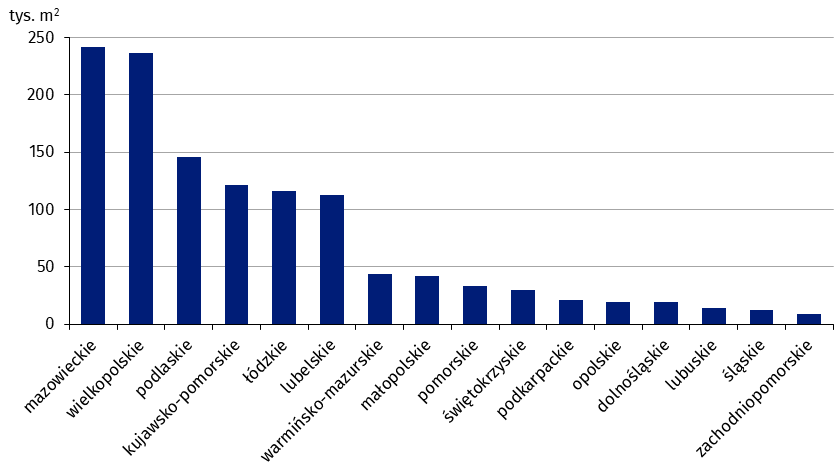 tys. m²
250
200
150
100
50
0
mazowieckie
wielkopolskie
podlaskie
kujawsko-pomorskie
łódzkie
lubelskie
warmińsko-mazurskie
małopolskie
pomorskie
świętokrzyskie
podkarpackie
opolskie
dolnośląskie
lubuskie
śląskie
zachodniopomorskie